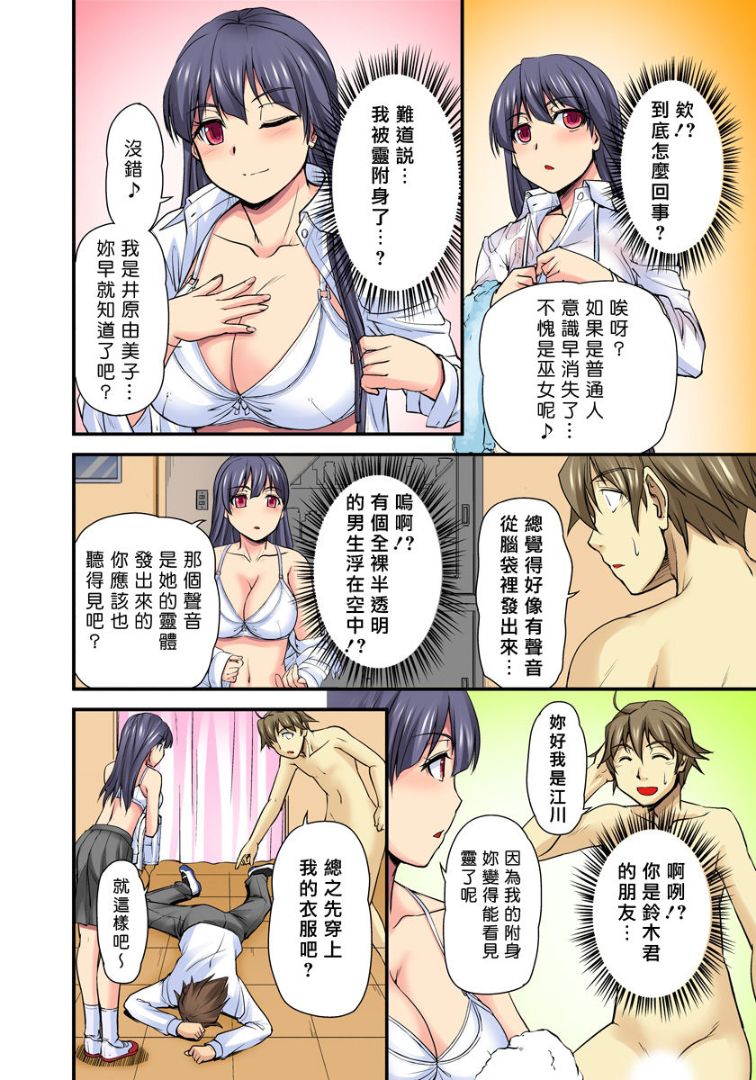 欸!?
到底怎麼回事?
唉呀?
如果是普通人
意識早消失了…
不愧是巫女呢♪
難道說…
我被靈附身了…?
沒錯♪
我是井原由美子…
妳早就知道了吧?
總覺得好像有聲音
從腦袋裡發出來…
嗚啊!?
有個全裸半透明
的男生浮在空中!?
那個聲音
是她的靈體
發出來的
你應該也
聽得見吧?
妳好我是江川
啊咧!?
你是鈴木君
的朋友…
因為我的附身
妳變得能看見
靈了呢
總之先穿上
我的衣服吧?
就這樣吧～